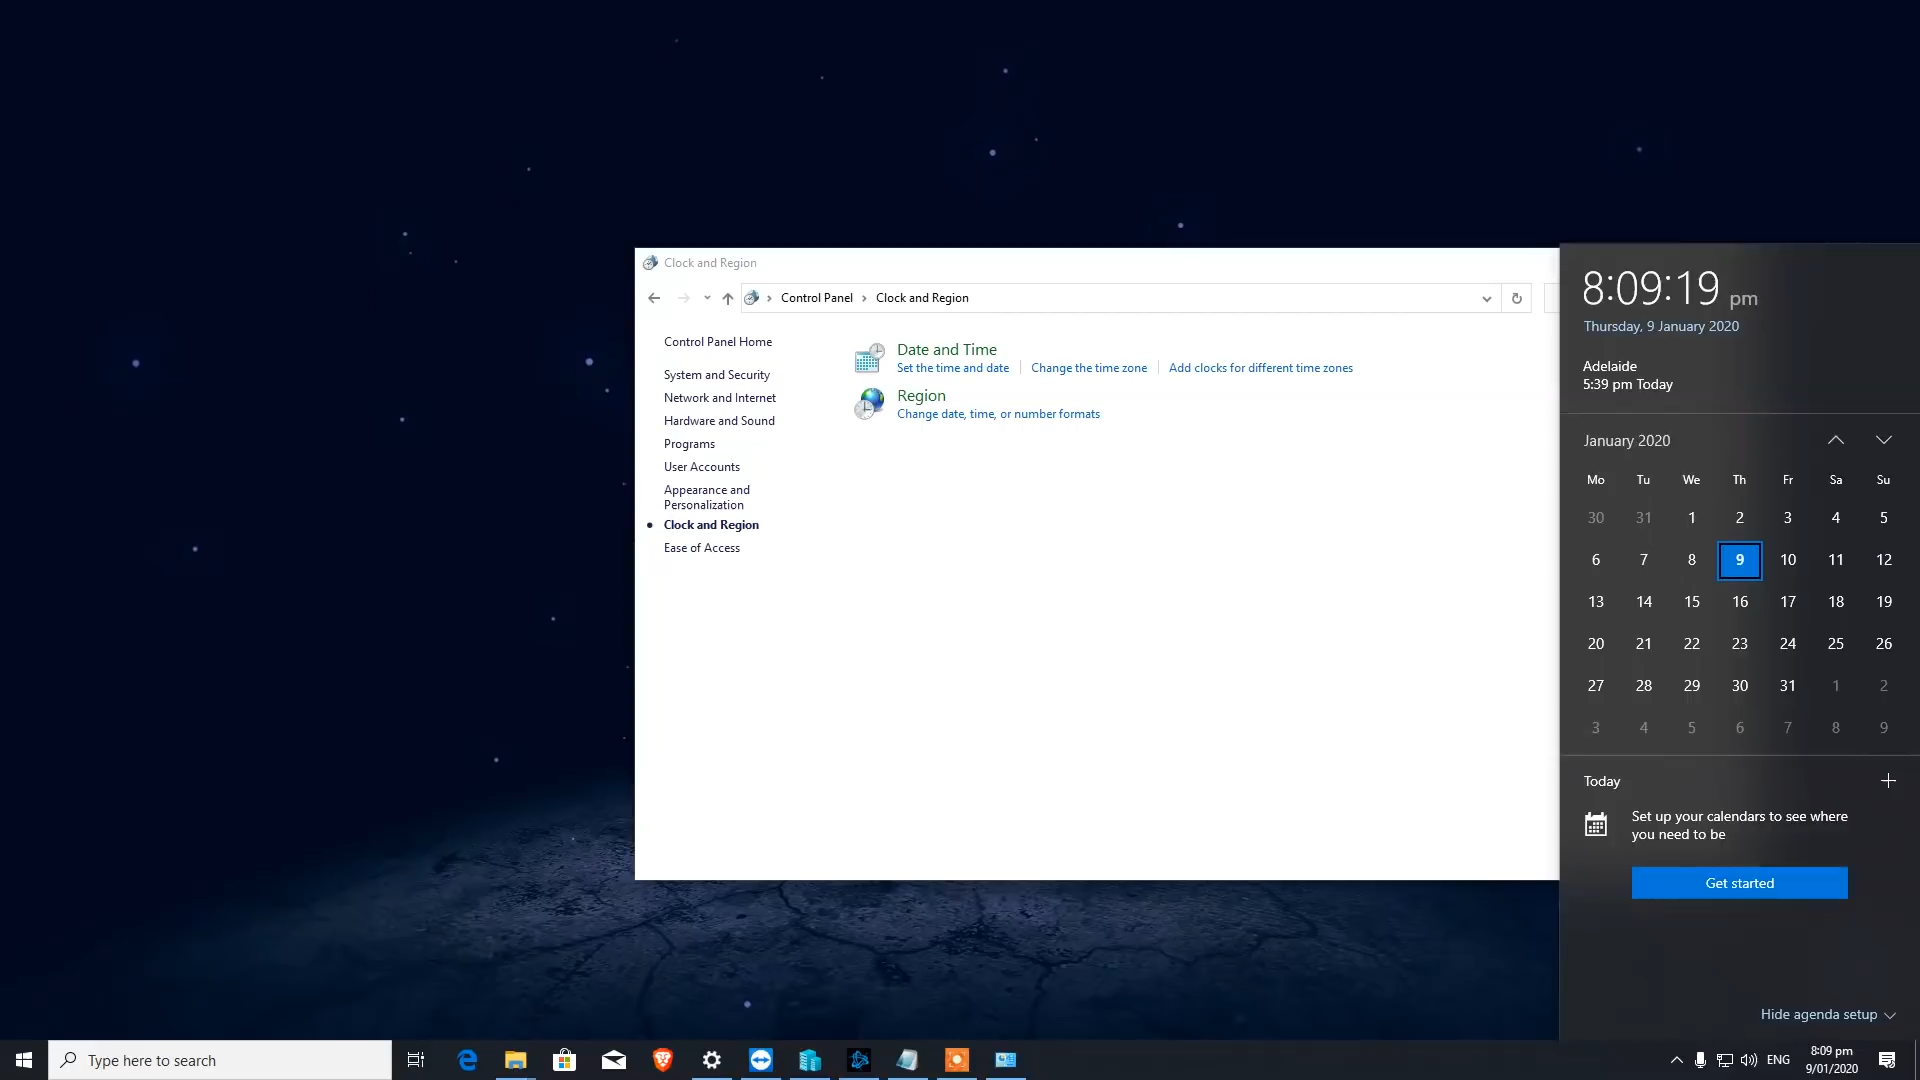 Clock and Region
Control Panel > Clock and Region
Control Panel Home
System and Security
Network and Internet
Hardware and Sound
Programs
User Accounts
Appearance and
Personalization
Clock and Region
Ease of Access
Date and Time
Set the time and date | Change the time zone | Add clocks for different time zones
Region
Change date, time, or number formats
8:09:19 pm
Thursday, 9 January 2020
Adelaide
5:39 pm Today
January 2020
Mo Tu We Th Fr Sa Su
30 31 1 2 3 4 5
6 7 8 9 10 11 12
13 14 15 16 17 18 19
20 21 22 23 24 25 26
27 28 29 30 31 1 2
3 4 5 6 7 8 9
Today
Set up your calendars to see where
you need to be
Get started
Hide agenda setup
Type here to search
ENG
8:09 pm
9/01/2020